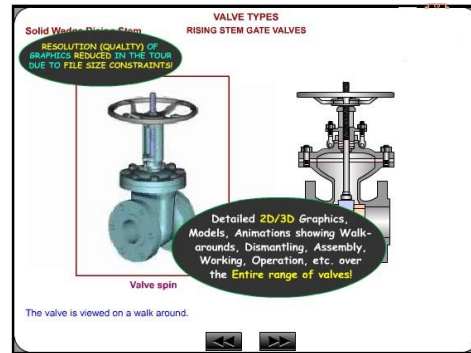 VALVE TYPES
Solid Wedge Rising Stem
RISING STEM GATE VALVES
RESOLUTION (QUALITY) OF
GRAPHICS REDUCED IN THE TOUR
DUE TO FILE SIZE CONSTRAINTS!
Detailed 2D/3D Graphics,
Models, Animations showing Walk-
arounds, Dismantling, Assembly,
Working, Operation, etc. over
the Entire range of valves!
Valve spin
The valve is viewed on a walk around.